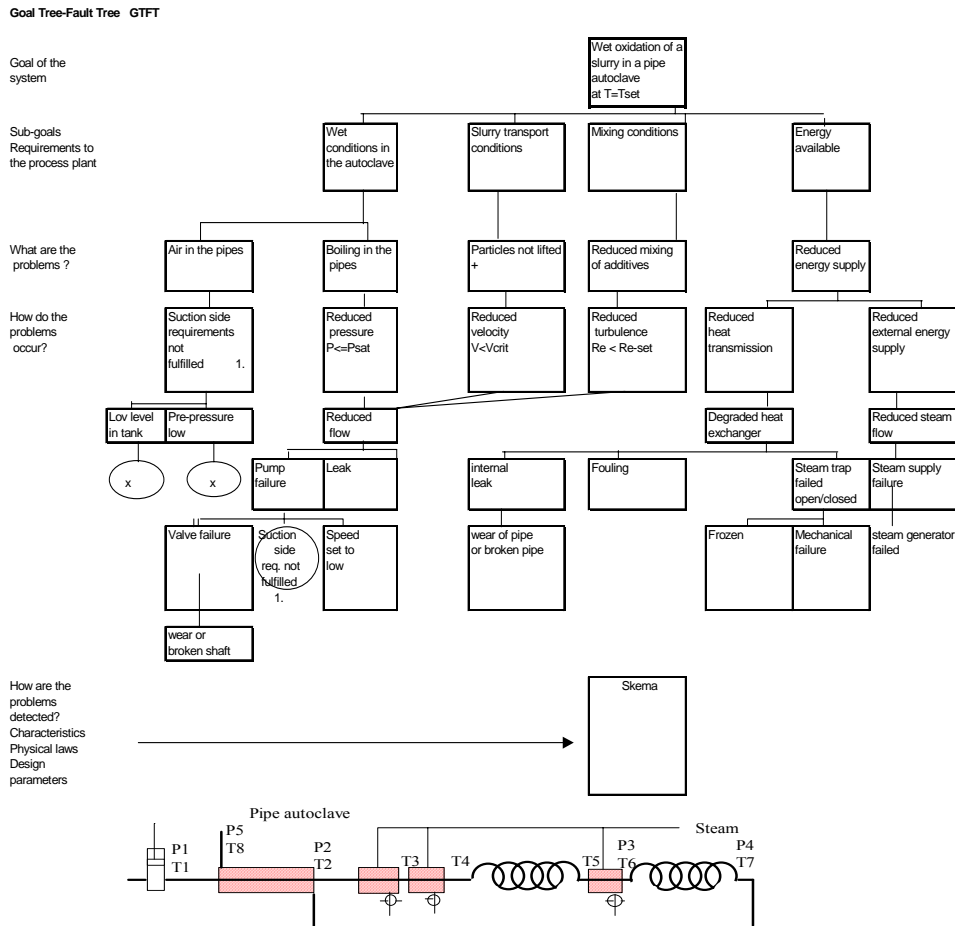 Goal Tree-Fault Tree   GTFT
Goal of the
system
Wet oxidation of a
slurry in a pipe
autoclave
at T=Tset
Sub-goals
Requirements to
the process plant
Wet
conditions in
the autoclave
Slurry transport
conditions
Mixing conditions
Energy
available
What are the
problems ?
Air in the pipes
Boiling in the
pipes
Particles not lifted
+
Reduced mixing
of additives
Reduced
energy supply
How do the
problems
occur?
Suction side
requirements
not
fulfilled 1.
Reduced
pressure
P<=Psat
Reduced
velocity
V<Vcrit
Reduced
turbulence
Re < Re-set
Reduced
heat
transmission
Reduced
external energy
supply
Lov level
in tank
Pre-pressure
low
Reduced
flow
Degraded heat
exchanger
Reduced steam
flow
x
x
Pump
failure
Leak
internal
leak
Fouling
Steam trap
failed
open/closed
Steam supply
failure
Valve failure
Suction
side
req. not
fulfilled
1.
Speed
set to
low
wear of pipe
or broken pipe
Frozen
Mechanical
failure
steam generator
failed
wear or
broken shaft
How are the
problems
detected?
Characteristics
Physical laws
Design
parameters
Skema
Pipe autoclave
Steam
P1
T1
P5
T8
P2
T2
T3
T4
T5
P3
T6
P4
T7